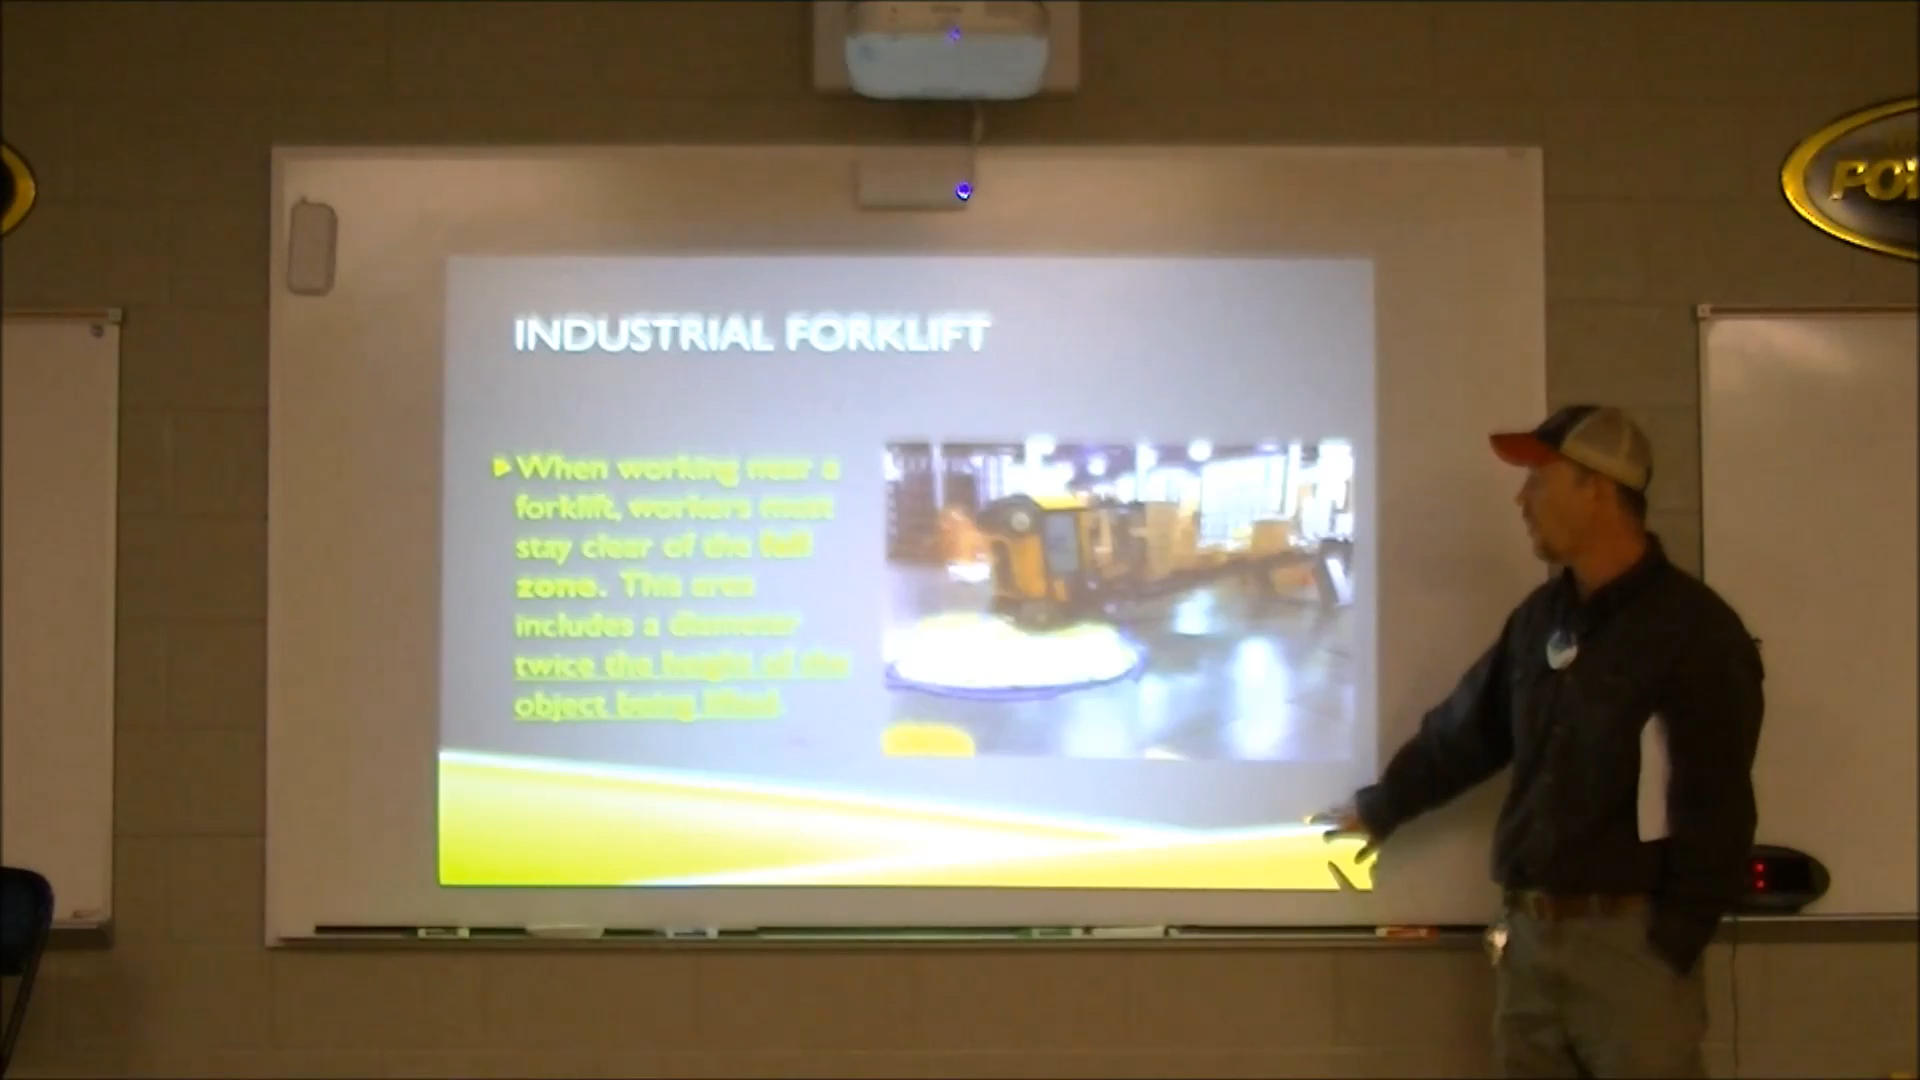 INDUSTRIAL FORKLIFT
When working near a
forklift, workers must
stay clear of the fall
zone. This area
includes a diameter
twice the height of the
object being lifted.
PO